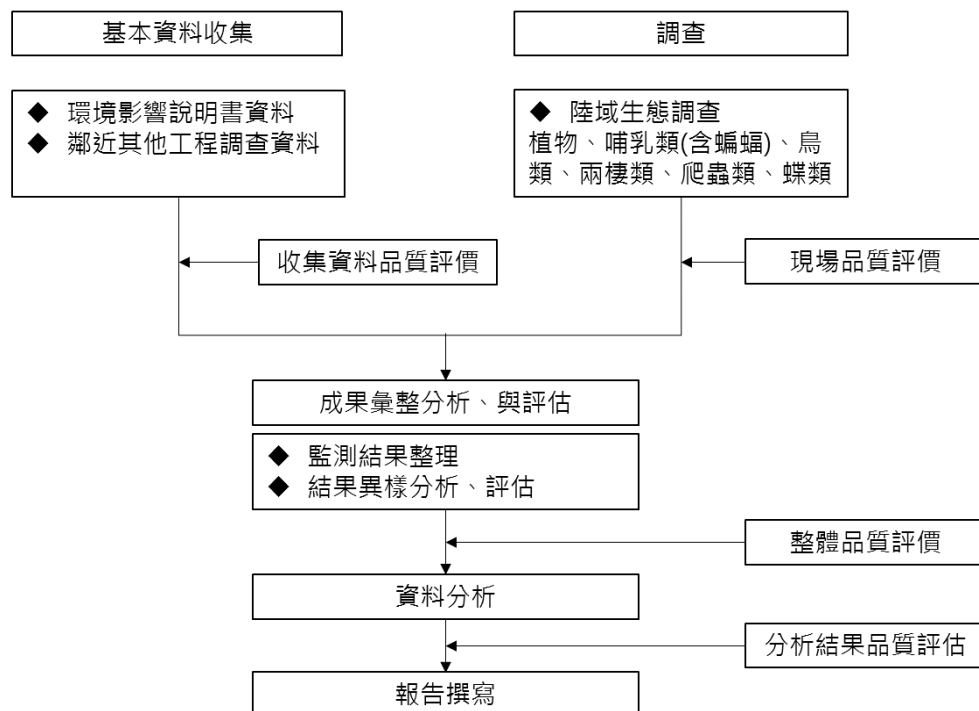 基本資料收集
調查
◆ 環境影響說明書資料
◆ 鄰近其他工程調查資料
◆ 陸域生態調查
植物、哺乳類(含蝙蝠)、鳥
類、兩棲類、爬蟲類、蝶類
收集資料品質評價
現場品質評價
成果彙整分析、與評估
◆ 監測結果整理
◆ 結果異樣分析、評估
整體品質評價
資料分析
分析結果品質評估
報告撰寫